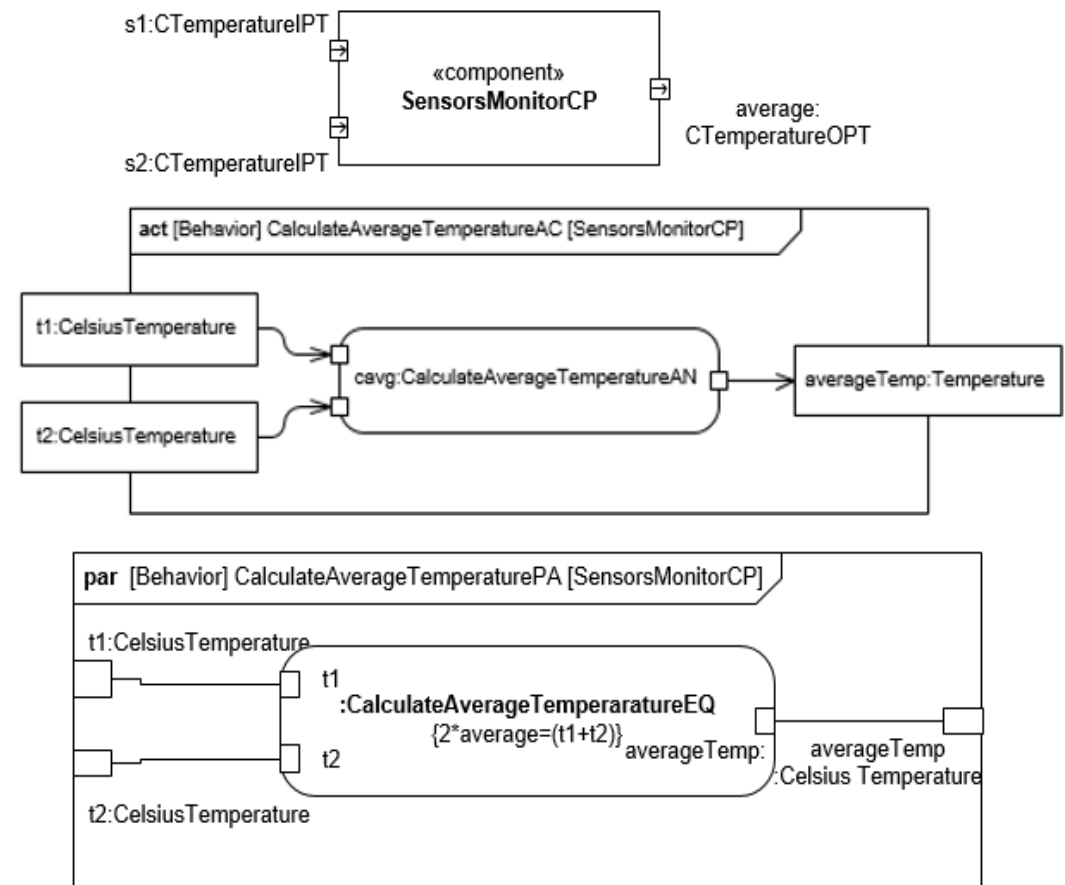 s1:CTemperatureIPT
«component»
SensorsMonitorCP
average:
CTemperatureOPT
s2:CTemperatureIPT
act [Behavior] CalculateAverageTemperatureAC [SensorsMonitorCP]
t1:CelsiusTemperature
cavg:CalculateAverageTemperatureAN
averageTemp:Temperature
t2:CelsiusTemperature
par [Behavior] CalculateAverageTemperaturePA [SensorsMonitorCP]
t1:CelsiusTemperature
t1
:CalculateAverageTemperaratureEQ
{2*average=(t1+t2)}
averageTemp:
t2
averageTemp
:Celsius Temperature
t2:CelsiusTemperature